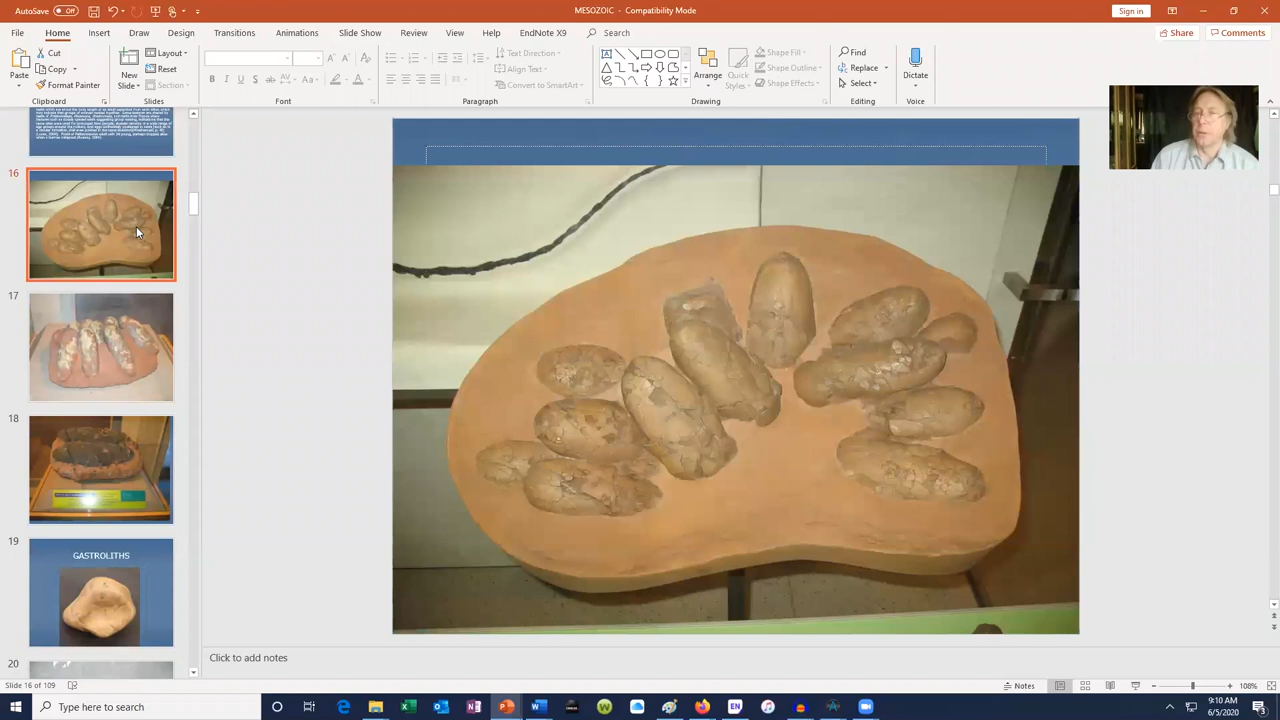 AutoSave Off MESOZOIC - Compatibility Mode Sign in
File Home Insert Draw Design Transitions Animations Slide Show Review View Help EndNote X9 Search Share Comments
Paste Cut Copy Format Painter Clipboard
New Slide Layout Reset Section Slides
B I U S ab AV Aa A Font
Text Direction Align Text Convert to SmartArt Paragraph
Arrange Quick Styles Shape Fill Shape Outline Shape Effects Drawing
Find Replace Select Editing
Dictate Voice
16
17
18
19
GASTROLITHS
20
Click to add notes
Slide 16 of 109 Notes 108%
Type here to search EN 9:10 AM
6/5/2020